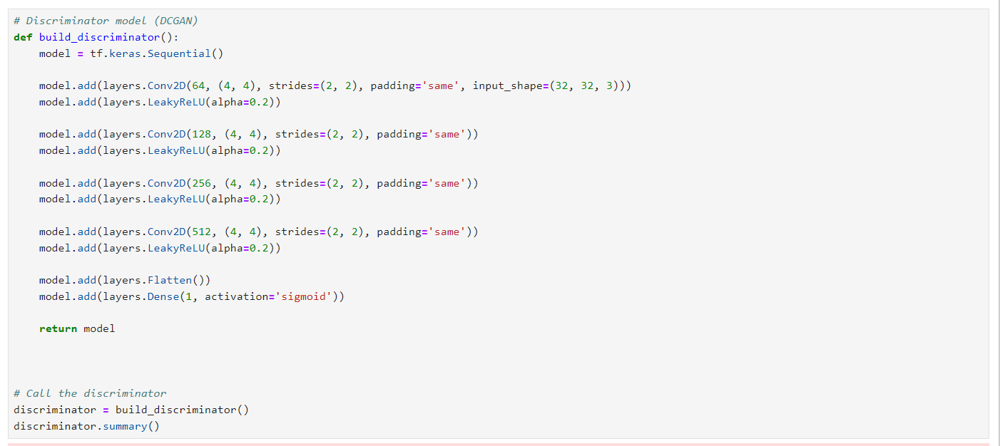 # Discriminator model (DCGAN)
def build_discriminator():
    model = tf.keras.Sequential()
    model.add(layers.Conv2D(64, (4, 4), strides=(2, 2), padding='same', input_shape=(32, 32, 3)))
    model.add(layers.LeakyReLU(alpha=0.2))
    model.add(layers.Conv2D(128, (4, 4), strides=(2, 2), padding='same'))
    model.add(layers.LeakyReLU(alpha=0.2))
    model.add(layers.Conv2D(256, (4, 4), strides=(2, 2), padding='same'))
    model.add(layers.LeakyReLU(alpha=0.2))
    model.add(layers.Conv2D(512, (4, 4), strides=(2, 2), padding='same'))
    model.add(layers.LeakyReLU(alpha=0.2))
    model.add(layers.Flatten())
    model.add(layers.Dense(1, activation='sigmoid'))
    return model
# Call the discriminator
discriminator = build_discriminator()
discriminator.summary()